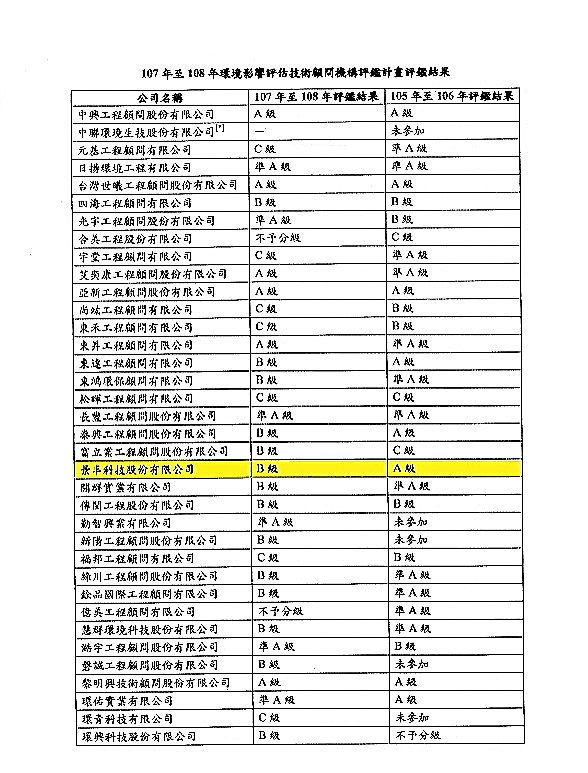 107 年至 108 年環境影響評估技術顧問機構評鑑計畫評鑑結果
公司名稱 107 年至 108 年評鑑結果 105 年至 106 年評鑑結果
中興工程顧問股份有限公司 A 級 A 級
中聯環境生技股份有限公司[*] — 未參加
元基工程顧問有限公司 C 級 準 A 級
日揚環境工程有限公司 準 A 級 準 A 級
台灣世曦工程顧問股份有限公司 A 級 A 級
四海工程顧問有限公司 B 級 B 級
光宇工程顧問股份有限公司 準 A 級 B 級
合英工程股份有限公司 不予分級 C 級
宇堂工程顧問有限公司 C 級 準 A 級
艾奕康工程顧問股份有限公司 A 級 準 A 級
亞新工程顧問股份有限公司 A 級 A 級
尚竑工程顧問有限公司 C 級 B 級
東禾工程顧問有限公司 C 級 B 級
東昇工程顧問有限公司 A 級 準 A 級
東達工程顧問有限公司 B 級 A 級
東鴻環保顧問有限公司 B 級 準 A 級
松暉工程顧問有限公司 C 級 C 級
長豐工程顧問股份有限公司 準 A 級 準 A 級
泰興工程顧問股份有限公司 B 級 A 級
富立業工程顧問股份有限公司 B 級 C 級
景丰科技股份有限公司 B 級 A 級
開群實業有限公司 B 級 準 A 級
傳閎工程股份有限公司 B 級 B 級
勤智興業有限公司 準 A 級 未參加
新陽工程顧問股份有限公司 B 級 未參加
福邦工程顧問有限公司 C 級 B 級
綠川工程顧問股份有限公司 B 級 準 A 級
鋐品國際工程顧問有限公司 B 級 準 A 級
億英工程顧問有限公司 不予分級 準 A 級
慧群環境科技股份有限公司 B 級 準 A 級
澔宇工程顧問股份有限公司 準 A 級 B 級
磐誠工程顧問股份有限公司 B 級 未參加
黎明興技術顧問股份有限公司 A 級 A 級
環佑實業有限公司 準 A 級 A 級
環青科技有限公司 C 級 未參加
環興科技股份有限公司 B 級 不予分級